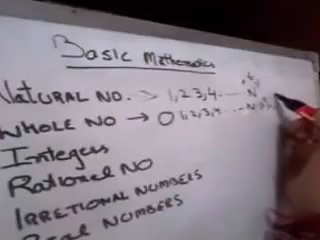 Basic Mathematics
NATURAL NO. > 1, 2, 3, 4 ..... N
WHOLE NO → 0 1, 2, 3, 4 .... N
Integers
Rational NO
IRRETIONAL NUMBERS
Real NUMBERS